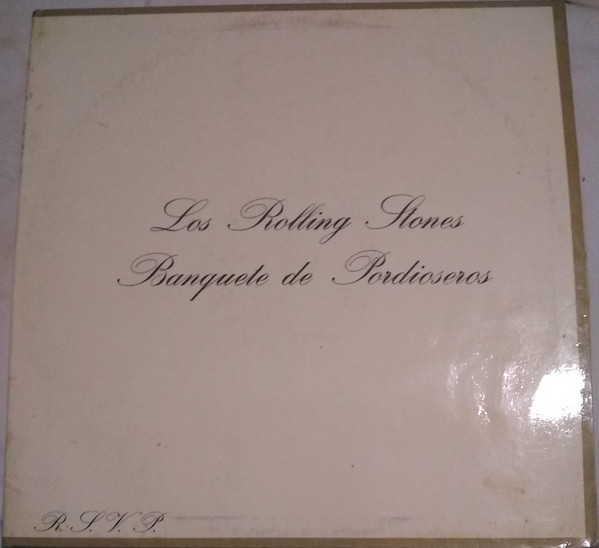 Los Rolling Stones
Banquete de Pordioseros
R. S. V. P.